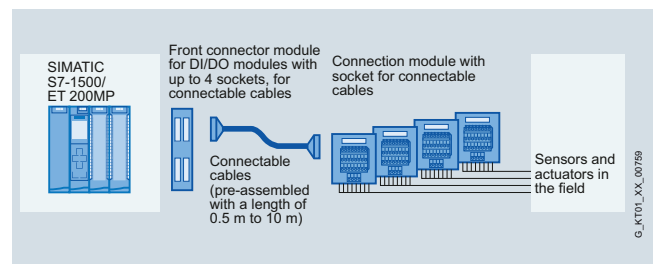 SIMATIC
S7-1500/
ET 200MP
Front connector module
for DI/DO modules with
up to 4 sockets, for
connectable cables
Connectable
cables
(pre-assembled
with a length of
0.5 m to 10 m)
Connection module with
socket for connectable
cables
Sensors and
actuators in
the field
G_KT01_XX_00759